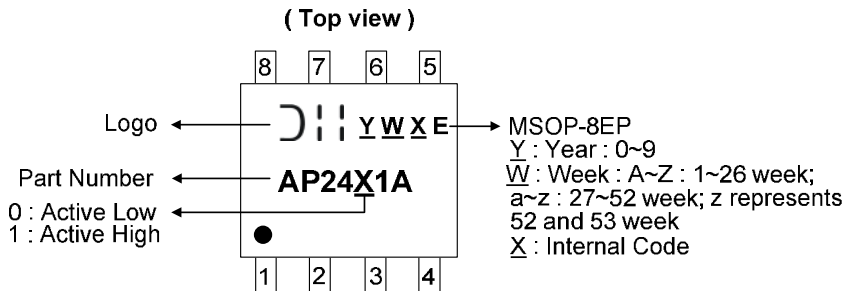 ( Top view )
8 7 6 5
Logo
Y W X E
MSOP-8EP
Y : Year : 0~9
W : Week : A~Z : 1~26 week;
a~z : 27~52 week; z represents
52 and 53 week
X : Internal Code
Part Number
AP24X1A
0 : Active Low
1 : Active High
1 2 3 4